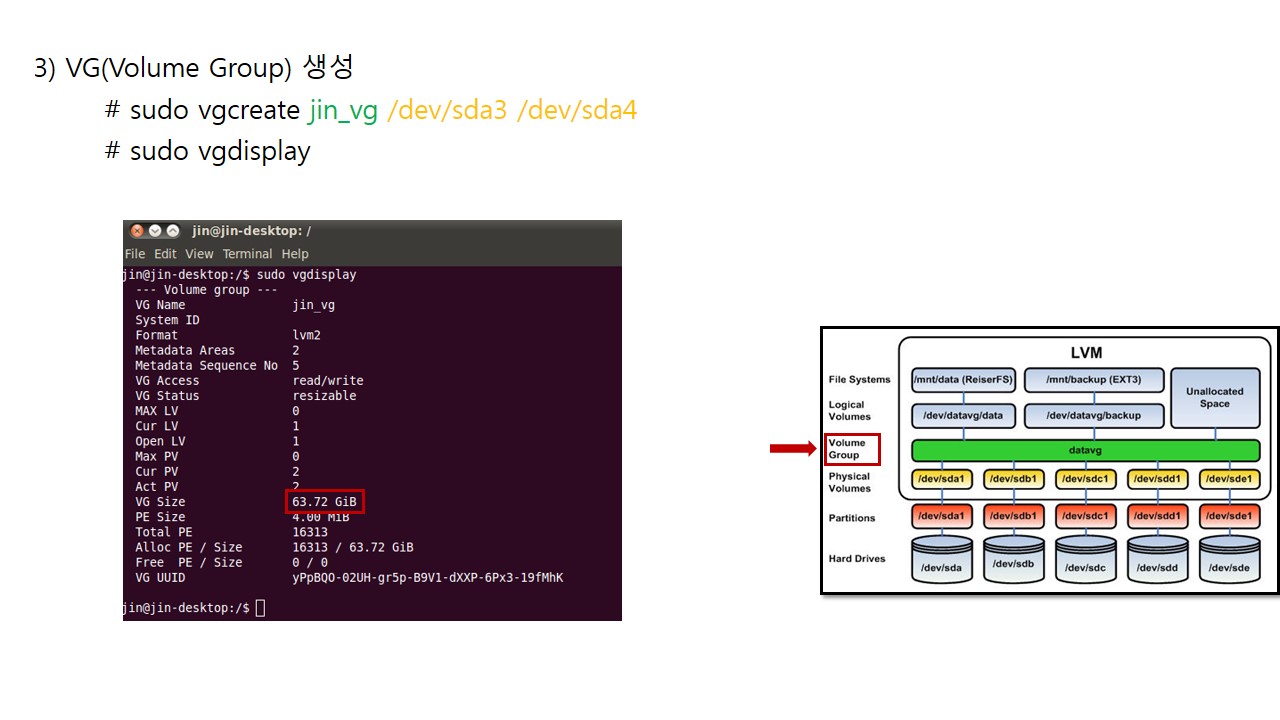 3) VG(Volume Group) 생성
# sudo vgcreate jin_vg /dev/sda3 /dev/sda4
# sudo vgdisplay
jin@jin-desktop: /
File Edit View Terminal Help
jin@jin-desktop:/$ sudo vgdisplay
--- Volume group ---
VG Name jin_vg
System ID
Format lvm2
Metadata Areas 2
Metadata Sequence No 5
VG Access read/write
VG Status resizable
MAX LV 0
Cur LV 1
Open LV 1
Max PV 0
Cur PV 2
Act PV 2
VG Size 63.72 GiB
PE Size 4.00 MiB
Total PE 16313
Alloc PE / Size 16313 / 63.72 GiB
Free PE / Size 0 / 0
VG UUID yPpBQO-02UH-gr5p-B9V1-dXXP-6Px3-19fMhK
jin@jin-desktop:/$
LVM
File Systems /mnt/data (ReiserFS) /mnt/backup (EXT3)
Unallocated
Space
Logical
Volumes
/dev/datavg/data /dev/datavg/backup
Volume
Group
datavg
Physical
Volumes
/dev/sda1 /dev/sdb1 /dev/sdc1 /dev/sdd1 /dev/sde1
Partitions /dev/sda1 /dev/sdb1 /dev/sdc1 /dev/sdd1 /dev/sde1
Hard Drives /dev/sda /dev/sdb /dev/sdc /dev/sdd /dev/sde